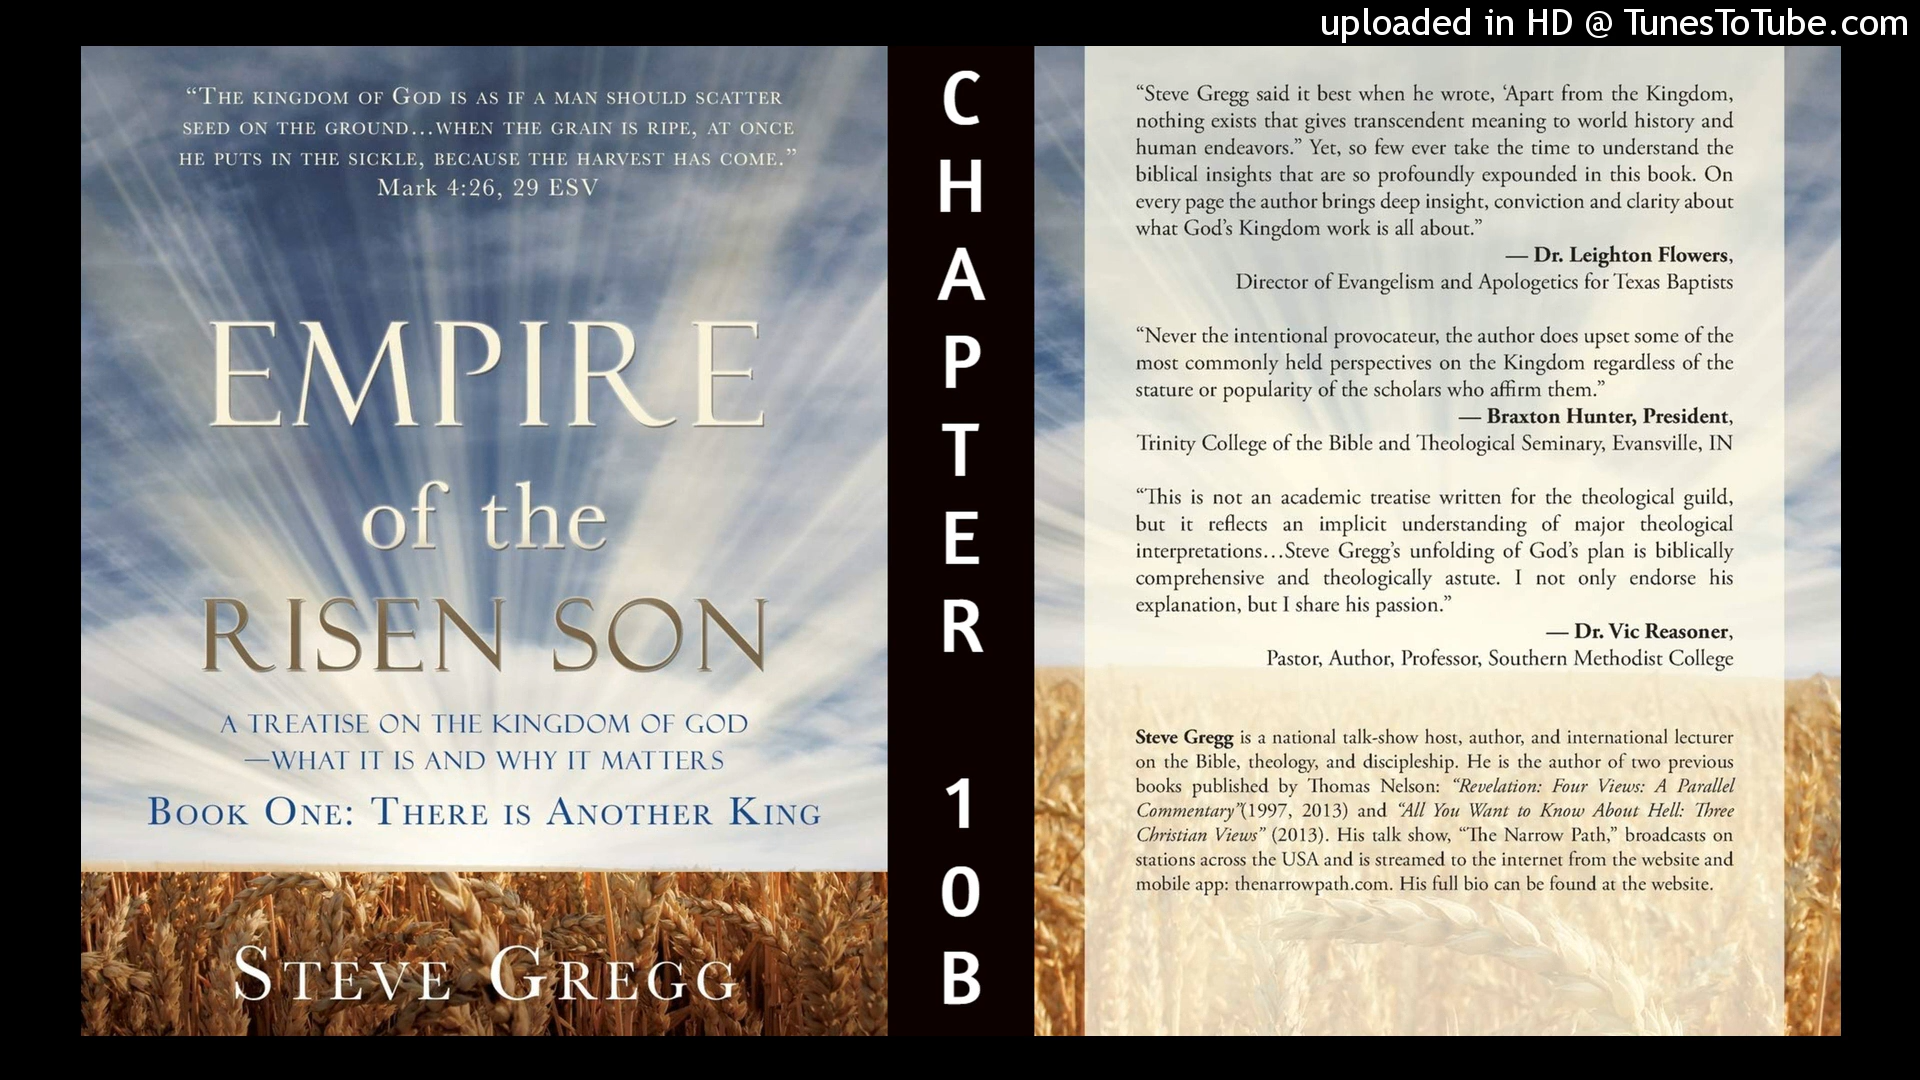 uploaded in HD @ TunesToTube.com
“THE KINGDOM OF GOD IS AS IF A MAN SHOULD SCATTER
SEED ON THE GROUND...WHEN THE GRAIN IS RIPE, AT ONCE
HE PUTS IN THE SICKLE, BECAUSE THE HARVEST HAS COME.”
Mark 4:26, 29 ESV
EMPIRE
of the
RISEN SON
A TREATISE ON THE KINGDOM OF GOD
—WHAT IT IS AND WHY IT MATTERS
BOOK ONE: THERE IS ANOTHER KING
STEVE GREGG
CHAPTER 10B
“Steve Gregg said it best when he wrote, ‘Apart from the Kingdom,
nothing exists that gives transcendent meaning to world history and
human endeavors.” Yet, so few ever take the time to understand the
biblical insights that are so profoundly expounded in this book. On
every page the author brings deep insight, conviction and clarity about
what God’s Kingdom work is all about.”
— Dr. Leighton Flowers,
Director of Evangelism and Apologetics for Texas Baptists
“Never the intentional provocateur, the author does upset some of the
most commonly held perspectives on the Kingdom regardless of the
stature or popularity of the scholars who affirm them.”
— Braxton Hunter, President,
Trinity College of the Bible and Theological Seminary, Evansville, IN
“This is not an academic treatise written for the theological guild,
but it reflects an implicit understanding of major theological
interpretations...Steve Gregg’s unfolding of God’s plan is biblically
comprehensive and theologically astute. I not only endorse his
explanation, but I share his passion.”
— Dr. Vic Reasoner,
Pastor, Author, Professor, Southern Methodist College
Steve Gregg is a national talk-show host, author, and international lecturer
on the Bible, theology, and discipleship. He is the author of two previous
books published by Thomas Nelson: “Revelation: Four Views: A Parallel
Commentary”(1997, 2013) and “All You Want to Know About Hell: Three
Christian Views” (2013). His talk show, “The Narrow Path,” broadcasts on
stations across the USA and is streamed to the internet from the website and
mobile app: thenarrowpath.com. His full bio can be found at the website.